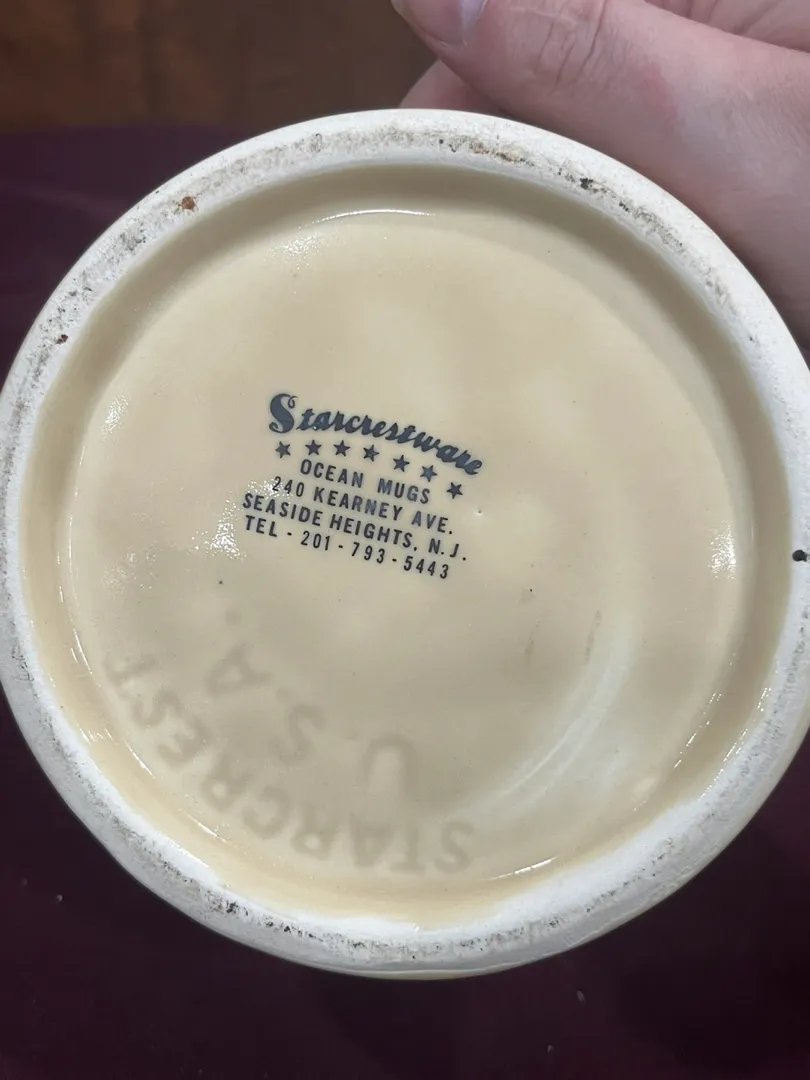 Starcrestware
★ ★ ★ ★ ★ ★ ★
OCEAN MUGS
240 KEARNEY AVE.
SEASIDE HEIGHTS, N.J.
TEL - 201 - 793 - 5443
STARCREST
U.S.A.